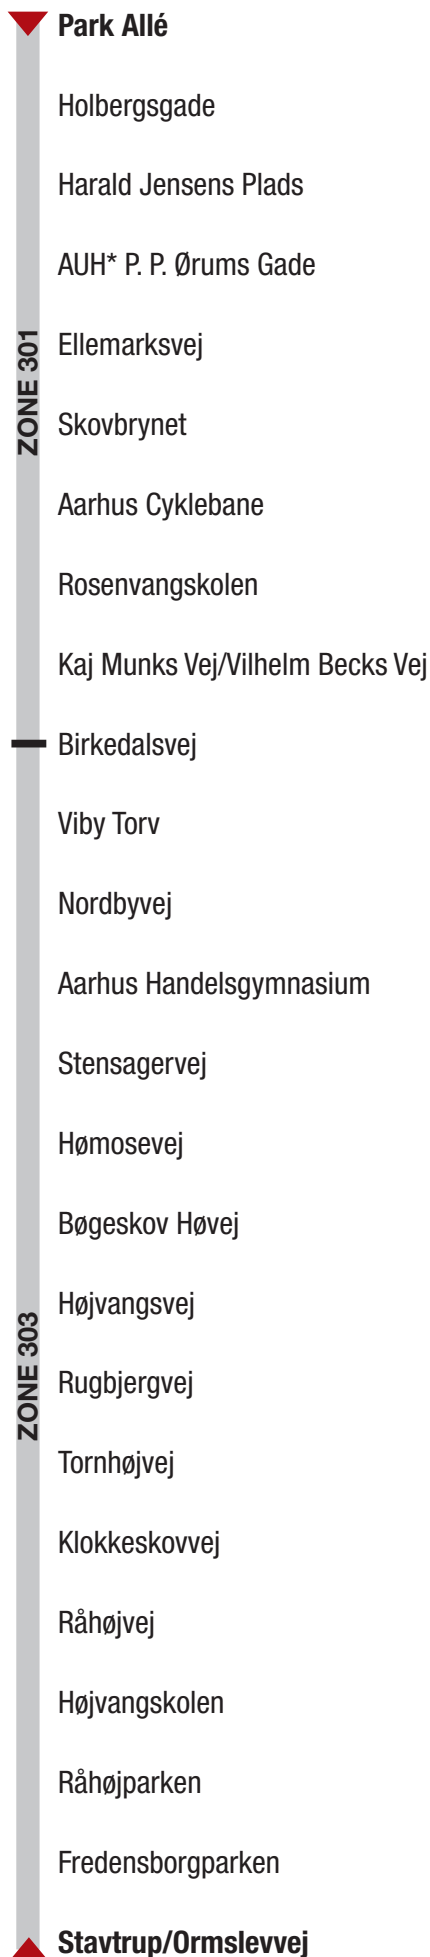 Park Allé
Holbergsgade
Harald Jensens Plads
AUH* P. P. Ørums Gade
Ellemarksvej
ZONE 301
Skovbrynet
Aarhus Cyklebane
Rosenvangskolen
Kaj Munks Vej/Vilhelm Becks Vej
Birkedalsvej
Viby Torv
Nordbyvej
Aarhus Handelsgymnasium
Stensagervej
Hømosevej
Bøgeskov Høvej
Højvangsvej
ZONE 303
Rugbjergvej
Tornhøjvej
Klokkeskovvej
Råhøjvej
Højvangskolen
Råhøjparken
Fredensborgparken
Stavtrup/Ormslevvej